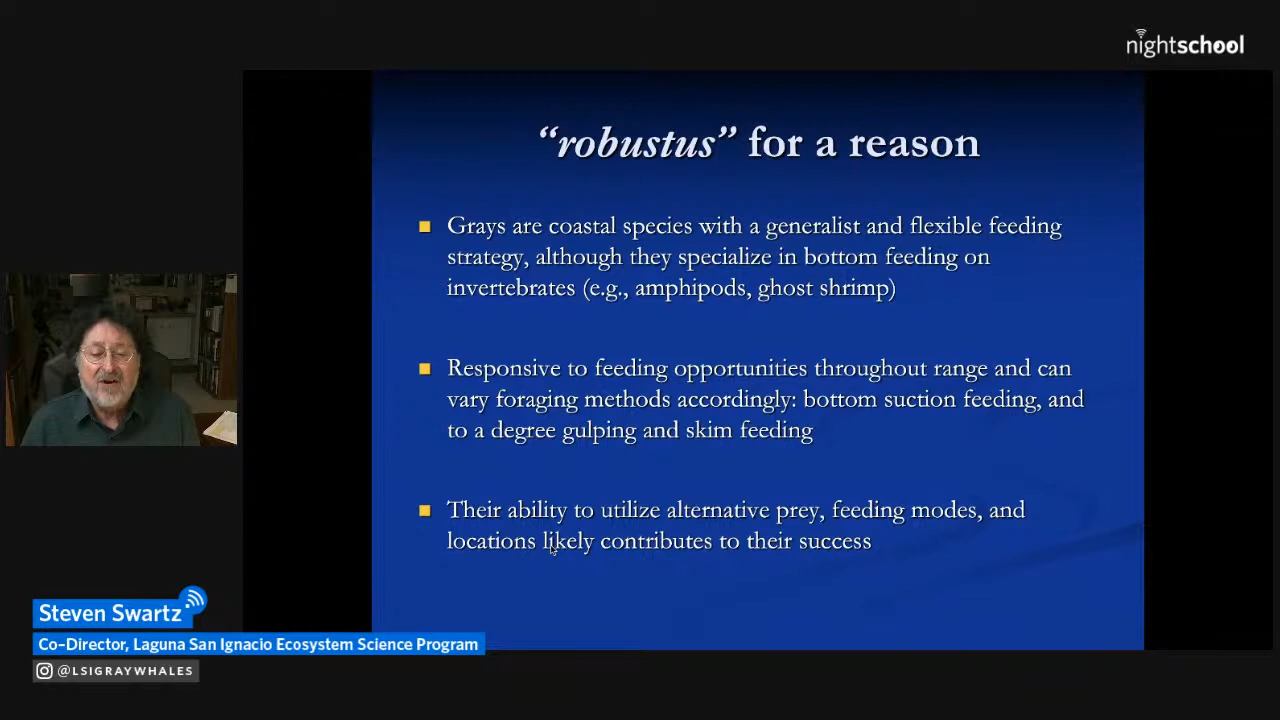 nightschool
“robustus” for a reason
Grays are coastal species with a generalist and flexible feeding
strategy, although they specialize in bottom feeding on
invertebrates (e.g., amphipods, ghost shrimp)
Responsive to feeding opportunities throughout range and can
vary foraging methods accordingly: bottom suction feeding, and
to a degree gulping and skim feeding
Their ability to utilize alternative prey, feeding modes, and
locations likely contributes to their success
Steven Swartz
Co-Director, Laguna San Ignacio Ecosystem Science Program
@LSIGRAYWHALES